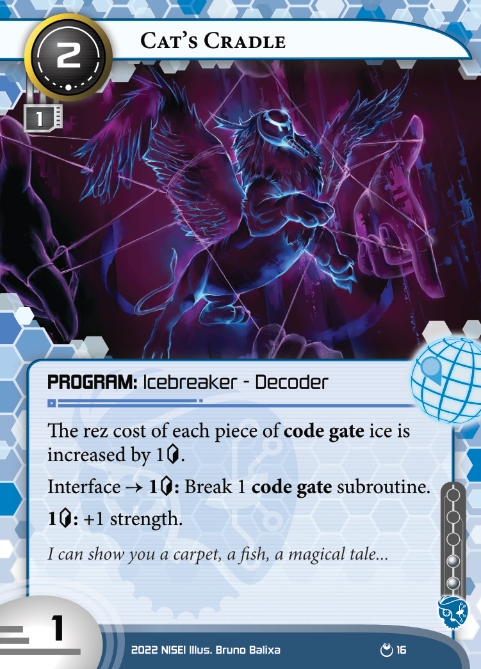 2
CAT'S CRADLE
1
PROGRAM: Icebreaker - Decoder
The rez cost of each piece of code gate ice is
increased by 1.
Interface → 1: Break 1 code gate subroutine.
1: +1 strength.
I can show you a carpet, a fish, a magical tale...
1
2022 NISEI Illus. Bruno Balixa
16